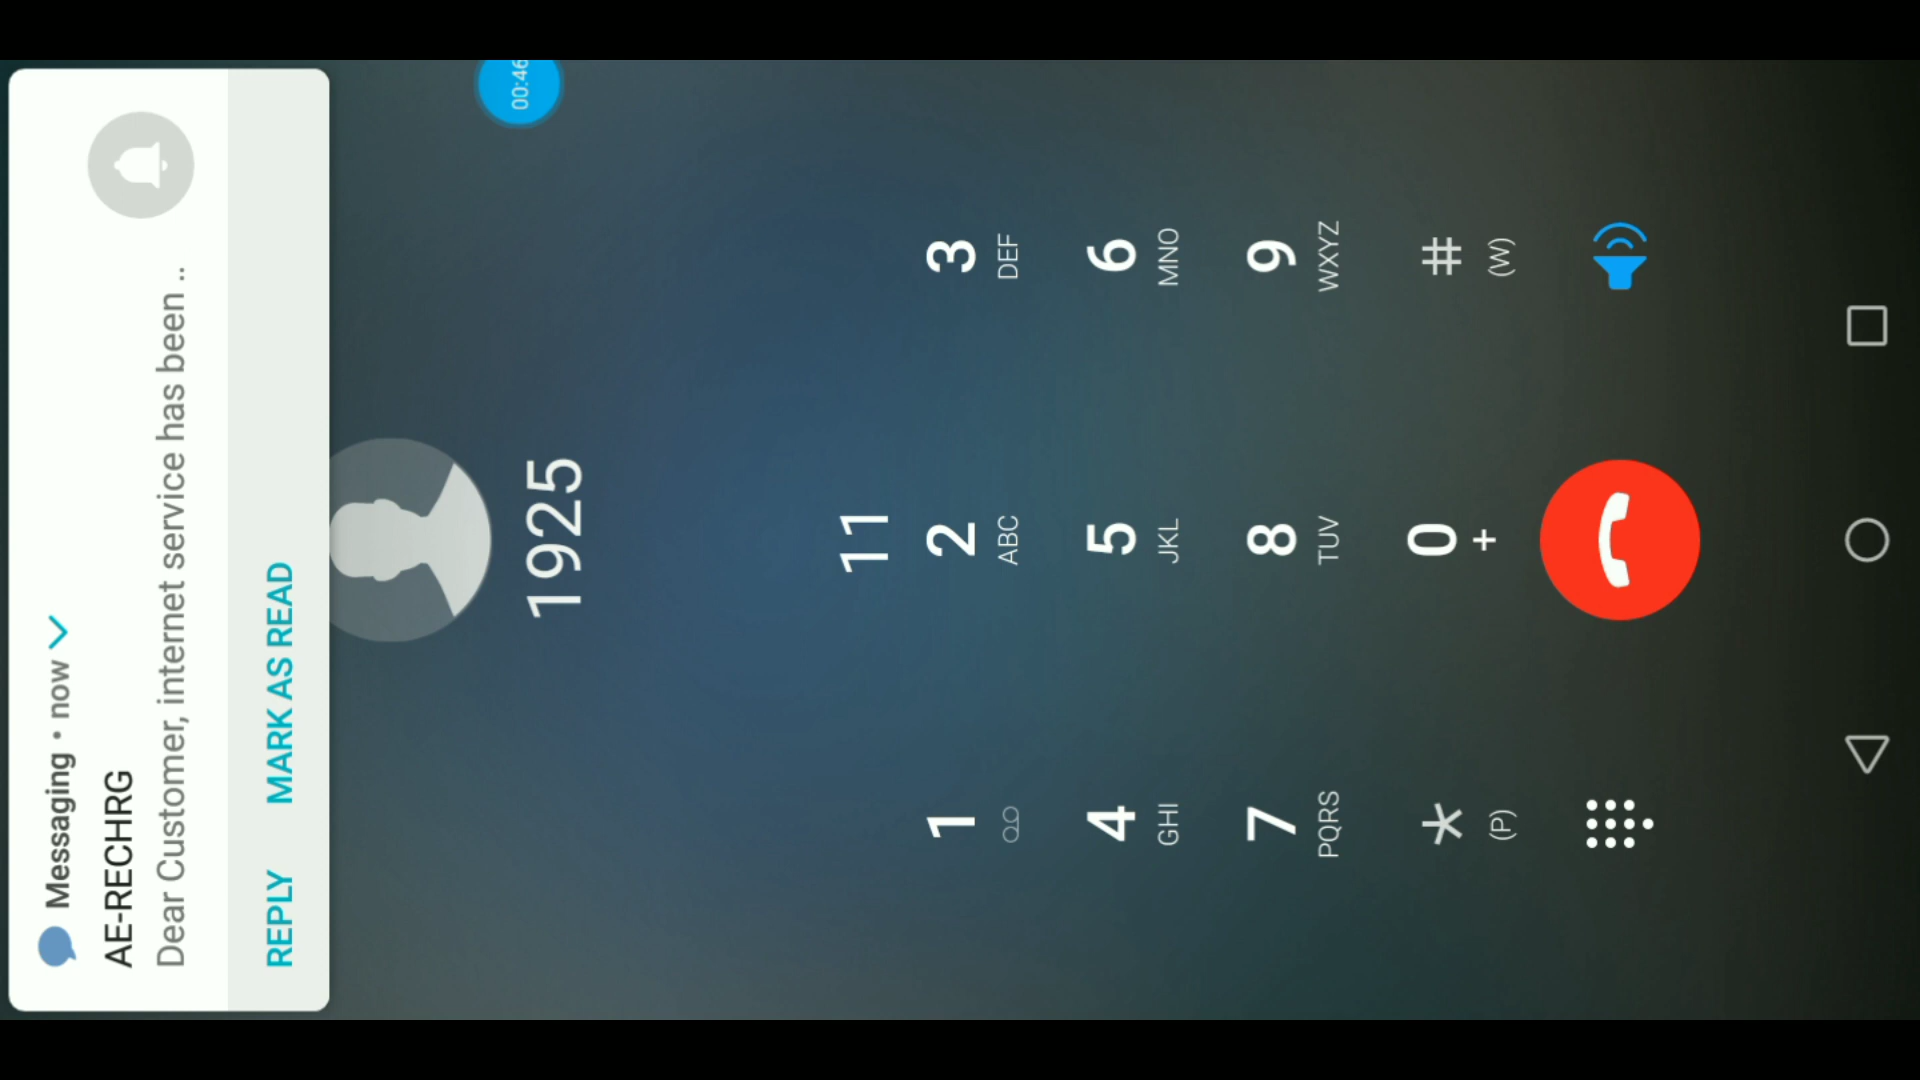 Messaging • now
AE-RECHRG
Dear Customer, internet service has been ..
REPLY MARK AS READ
00:46
1925
11
1 2 3
ABC DEF
4 5 6
GHI JKL MNO
7 8 9
PQRS TUV WXYZ
* 0 #
(P) + (W)